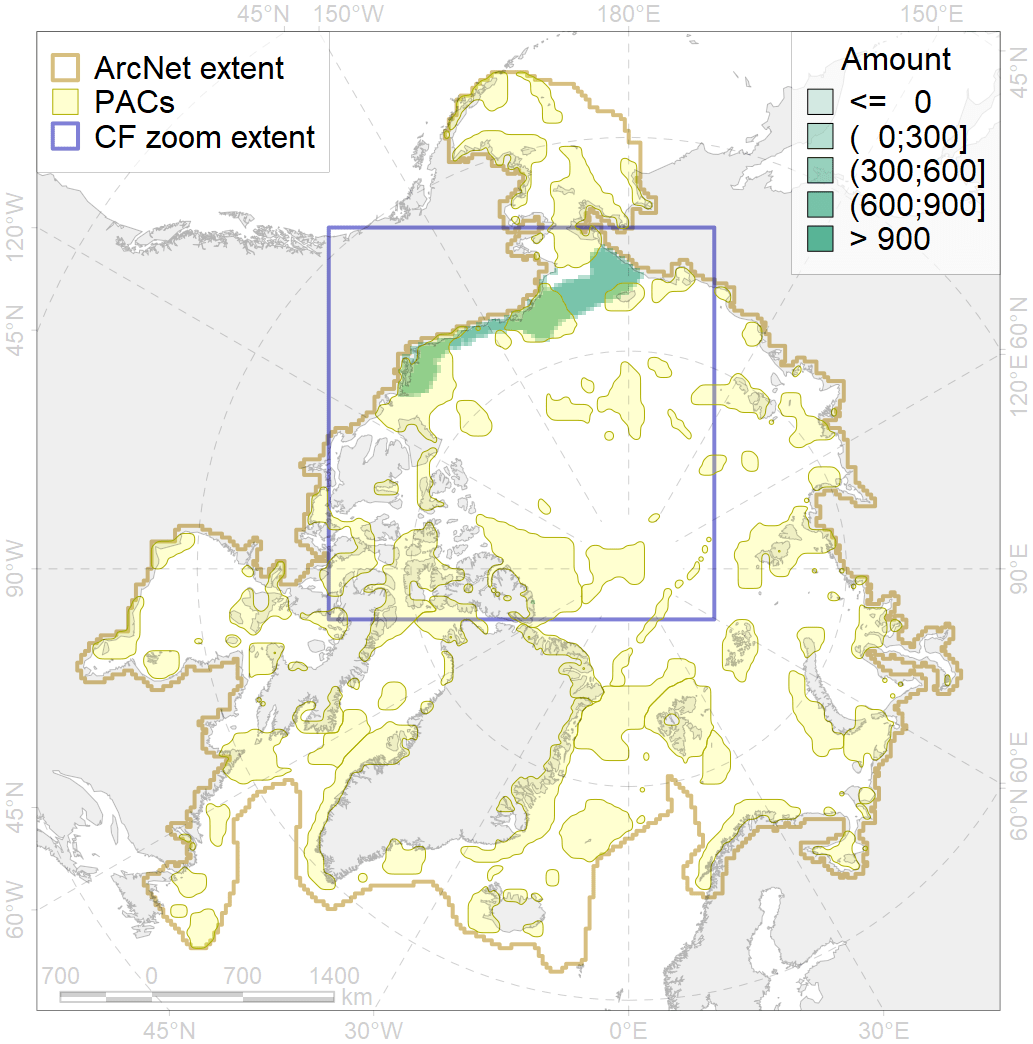 45°N 150°W 180°E 150°E
ArcNet extent
PACs
CF zoom extent
Amount
<= 0
( 0;300]
(300;600]
(600;900]
> 900
45°N
120°W
45°N
60°N
120°E
90°W
90°E
45°N
60°W
60°E
60°N
700 0 700 1400
km
45°N 30°W 0°E 30°E